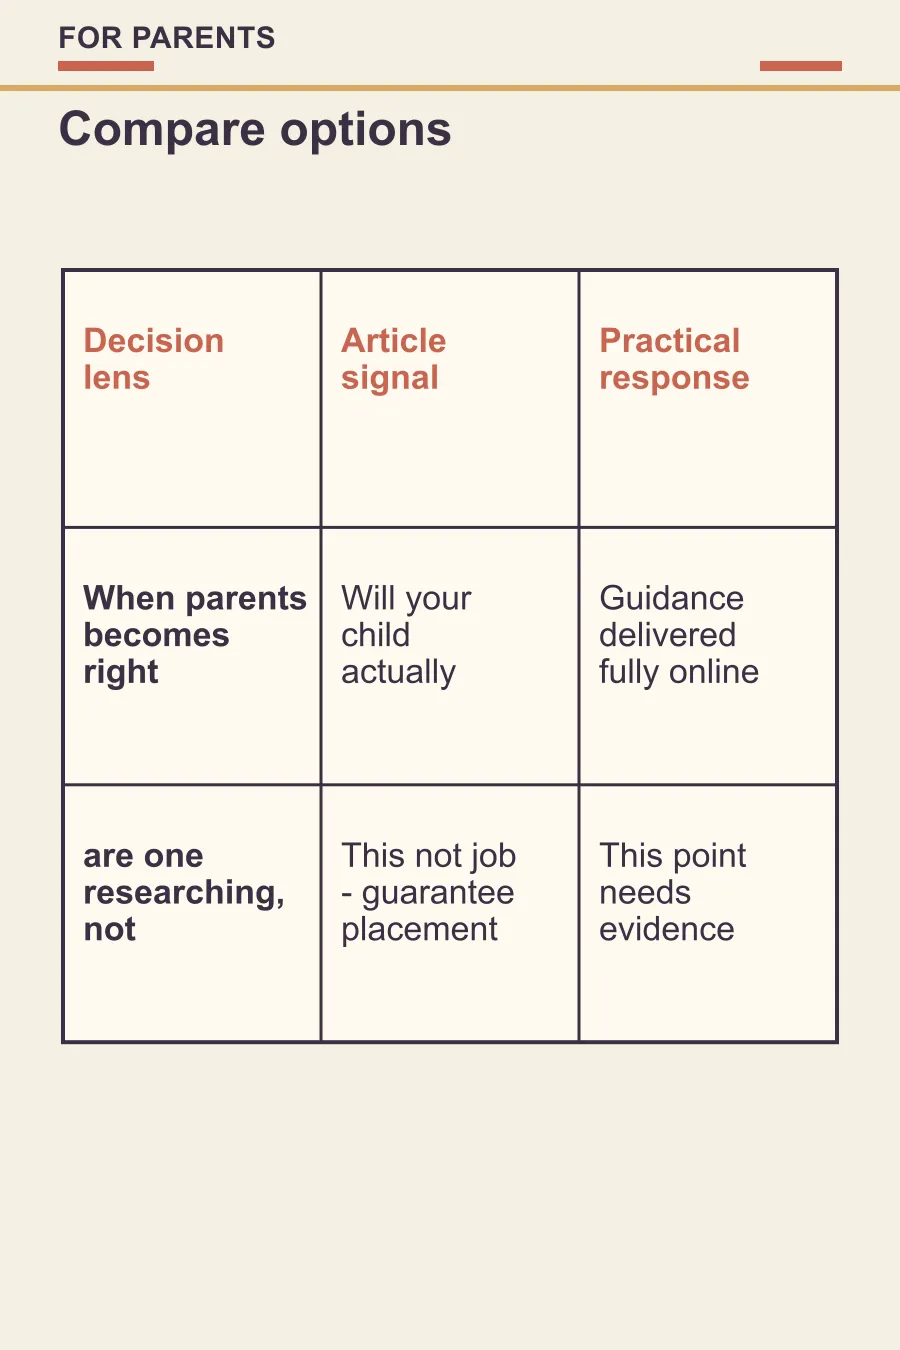 FOR PARENTS
Compare options
Decision
lens
Article
signal
Practical
response
When parents
becomes
right
Will your
child
actually
Guidance
delivered
fully online
are one
researching,
not
This not job
- guarantee
placement
This point
needs
evidence